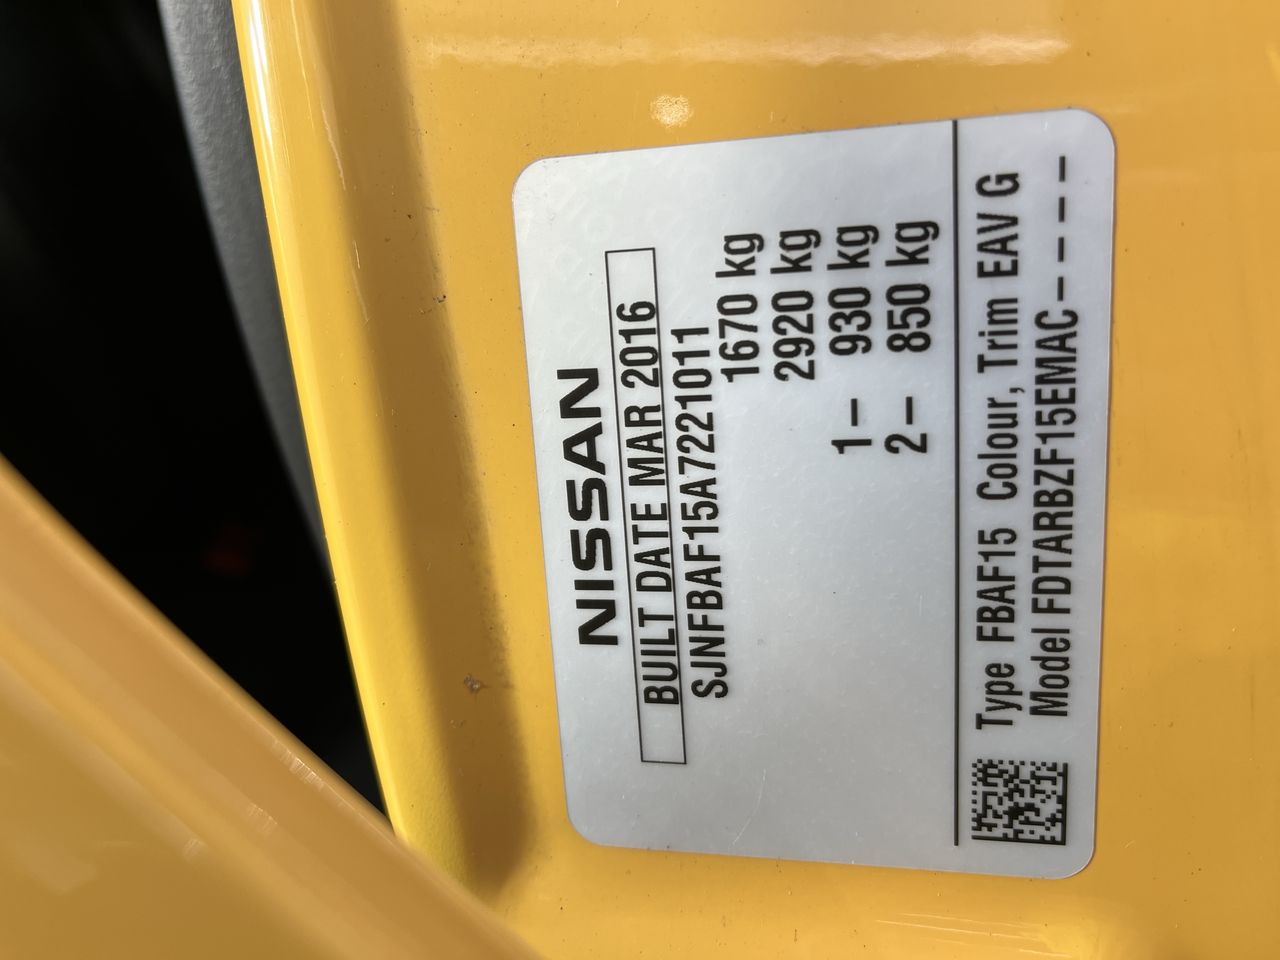 NISSAN
BUILT DATE MAR 2016
SJNFBAF15A7221011
1670 kg
2920 kg
1– 930 kg
2– 850 kg
Type FBAF15 Colour, Trim EAV G
Model FDTARBZF15EMAC-----